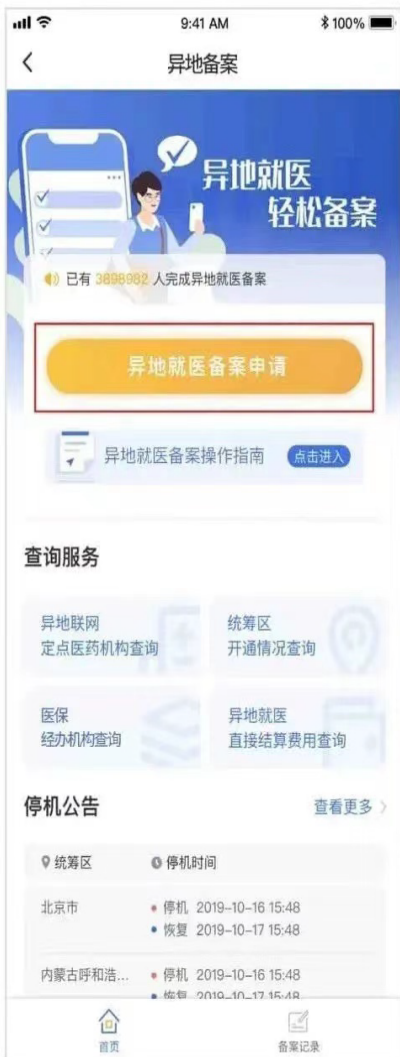 9:41 AM
100%
异地备案
异地就医
轻松备案
已有 3898982 人完成异地就医备案
异地就医备案申请
异地就医备案操作指南 点击进入
查询服务
异地联网
定点医药机构查询
统筹区
开通情况查询
医保
经办机构查询
异地就医
直接结算费用查询
停机公告 查看更多
统筹区 停机时间
北京市 停机 2019-10-16 15:48
恢复 2019-10-17 15:48
内蒙古呼和浩... 停机 2019-10-16 15:48
恢复 2019-10-17 15:48
首页 备案记录